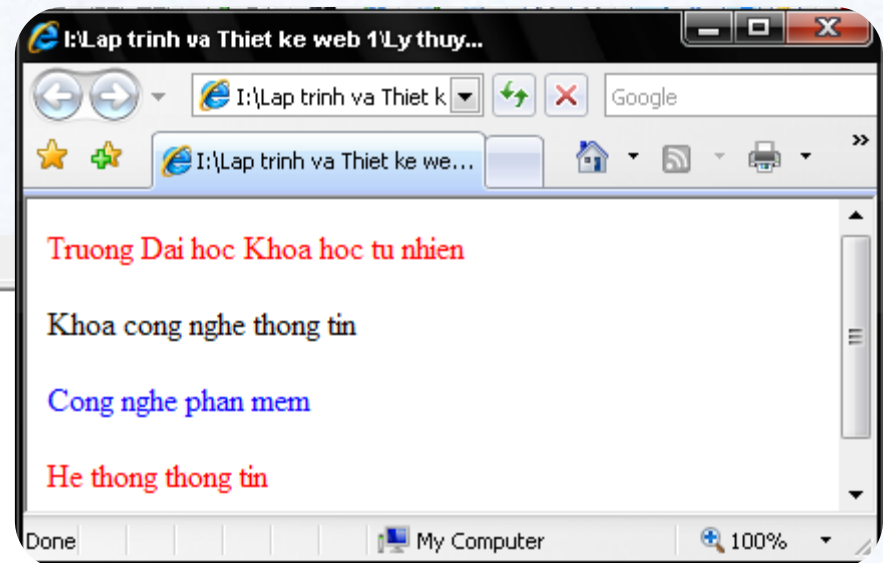 I:\Lap trinh va Thiet ke web 1\Ly thuy...
I:\Lap trinh va Thiet k
Google
I:\Lap trinh va Thiet ke we...
Truong Dai hoc Khoa hoc tu nhien
Khoa cong nghe thong tin
Cong nghe phan mem
He thong thong tin
Done
My Computer
100%